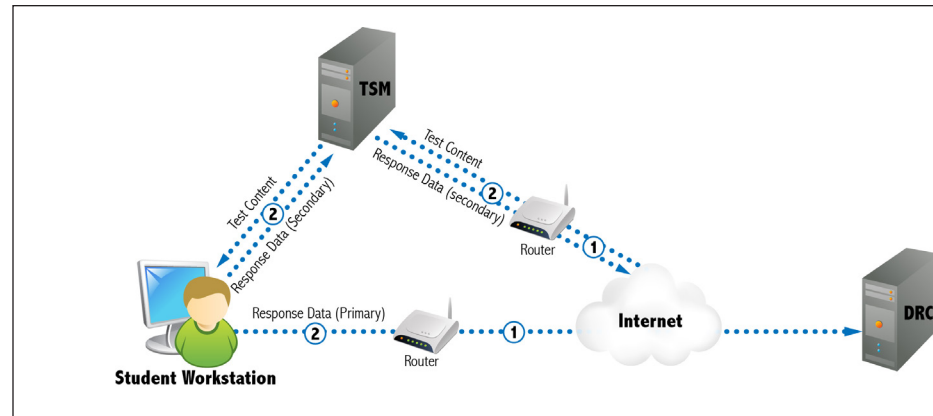 TSM
Test Content
Response Data (secondary)
2
Test Content
2
Response Data (Secondary)
Router
1
Response Data (Primary)
2
Router
1
Internet
DRC
Student Workstation